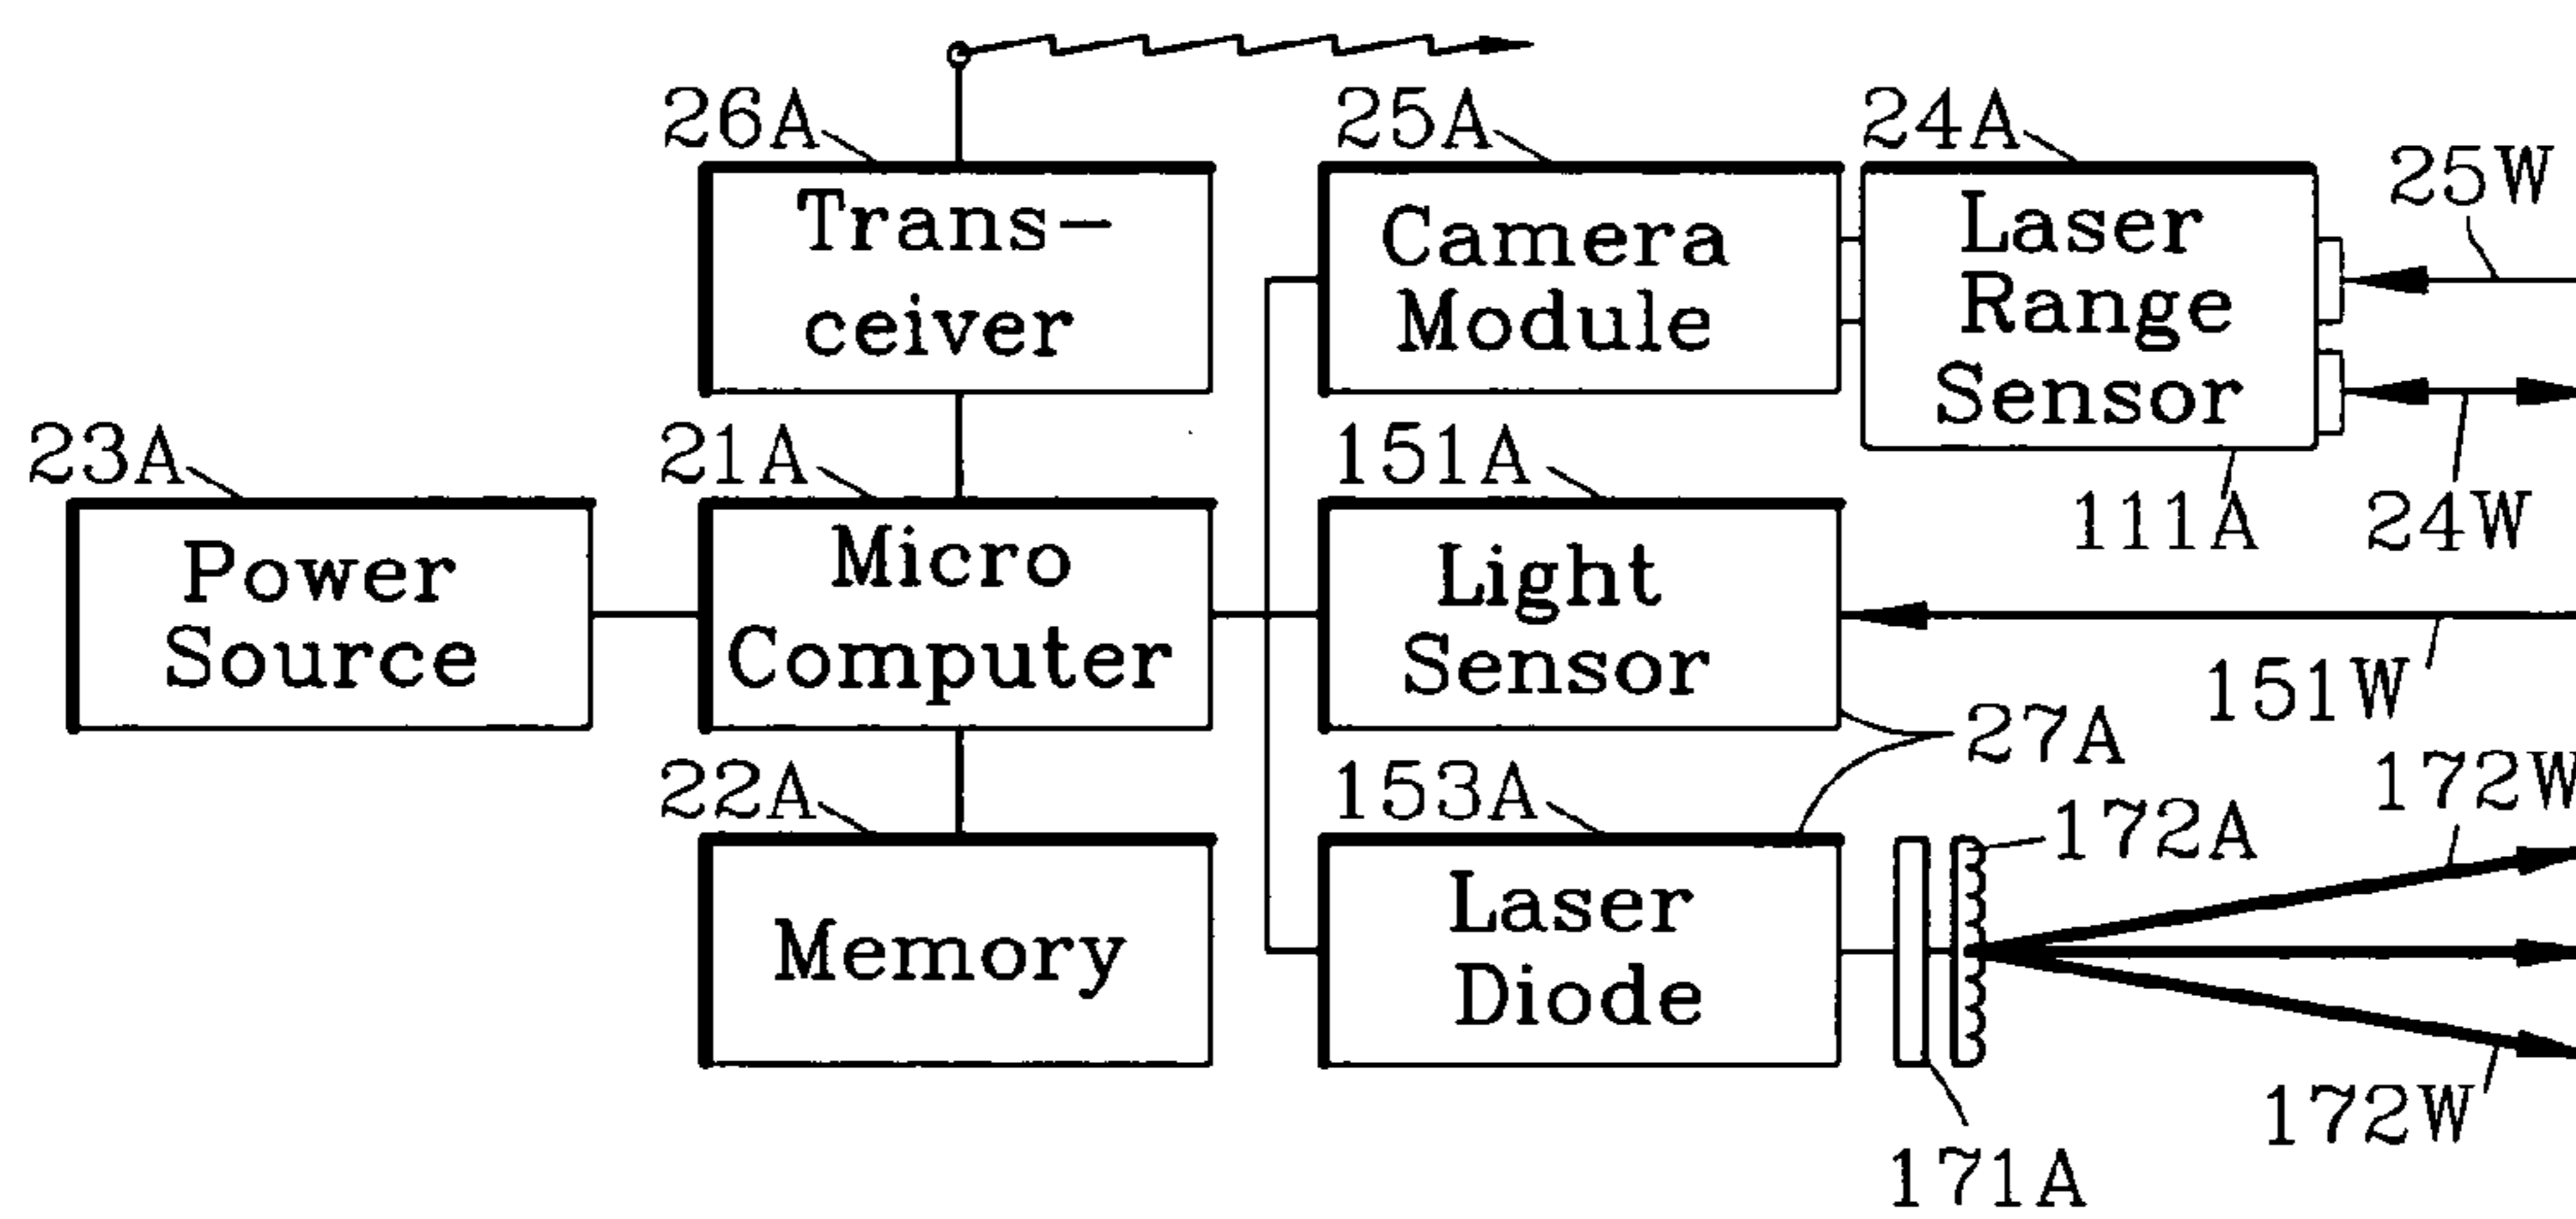 26A
25A
24A
25W
Trans-
ceiver
Camera
Module
Laser
Range
Sensor
23A
21A
151A
111A
24W
Power
Source
Micro
Computer
Light
Sensor
151W
27A
22A
153A
172A
172W
Memory
Laser
Diode
172W
171A